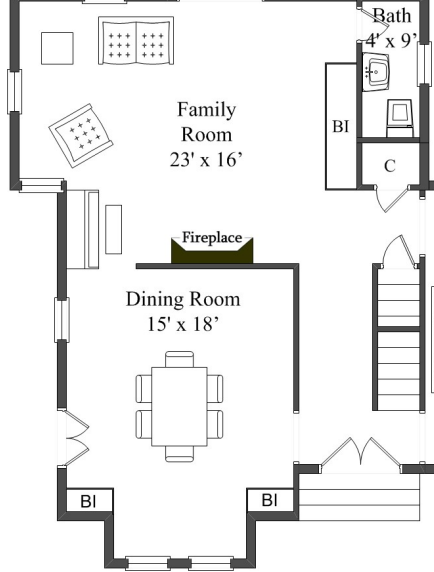 Bath
4' x 9'
Family
Room
23' x 16’
BI
C
Fireplace
Dining Room
15' x 18’
BI
BI